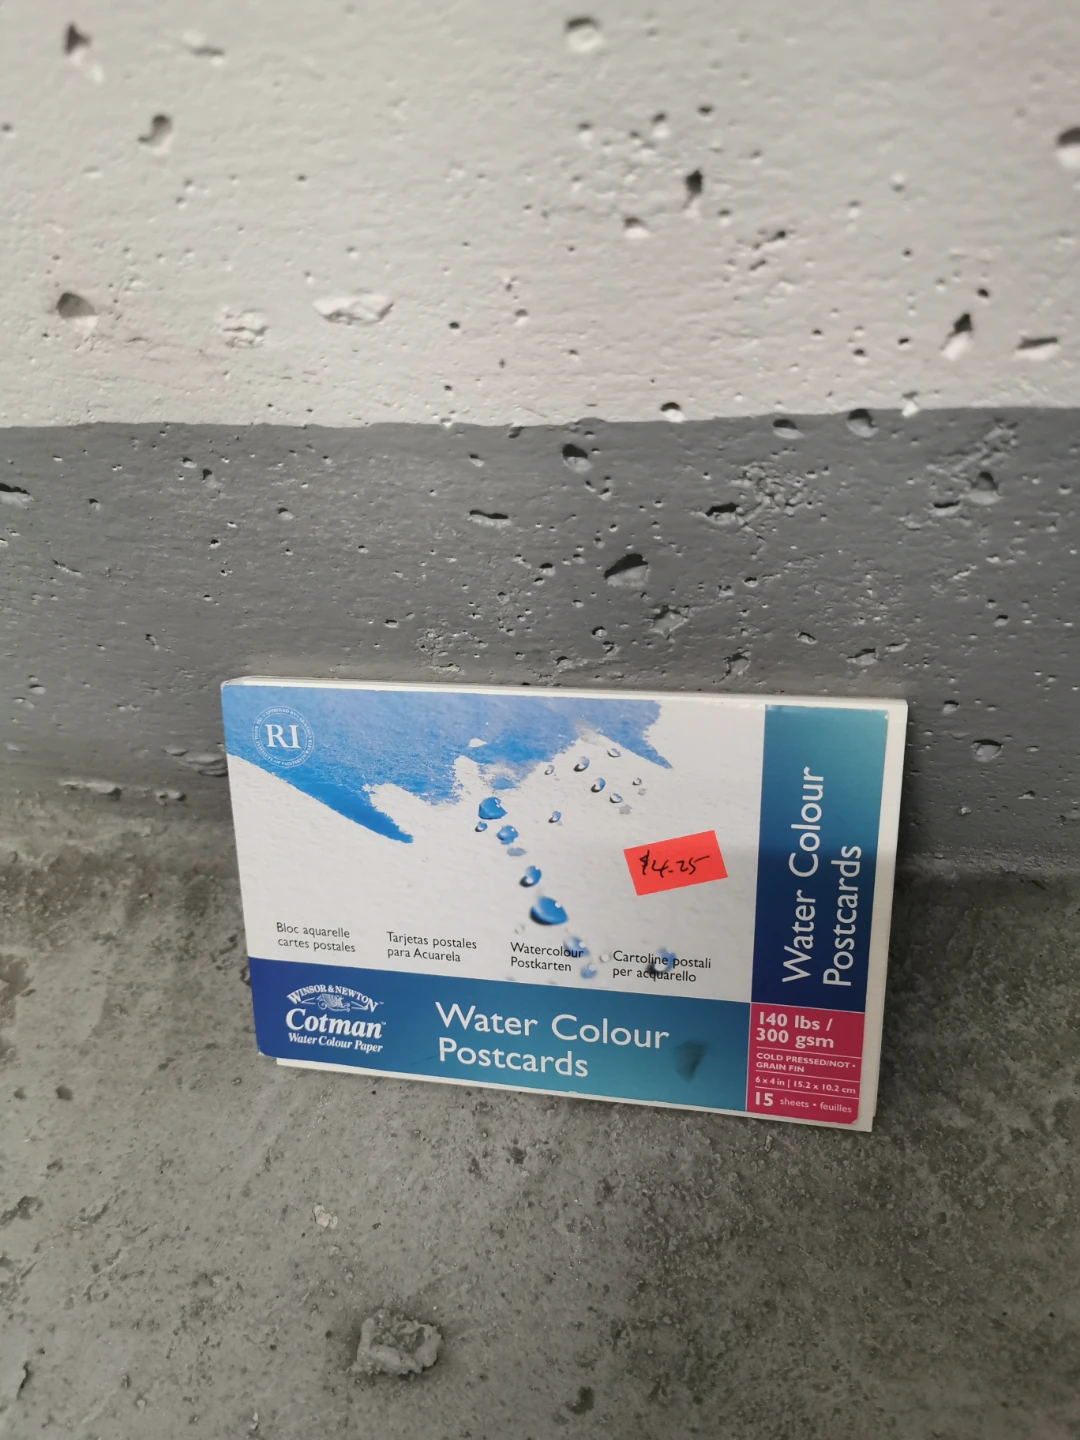 RI
$4.25
Bloc aquarelle
cartes postales
Tarjetas postales
para Acuarela
Watercolour
Postkarten
Cartoline postali
per acquarello
WINSOR & NEWTON
Cotman
Water Colour Paper
Water Colour
Postcards
Water Colour
Postcards
140 lbs /
300 gsm
COLD PRESSED/NOT •
GRAIN FIN
6 x 4 in | 15.2 x 10.2 cm
15 sheets • feuilles